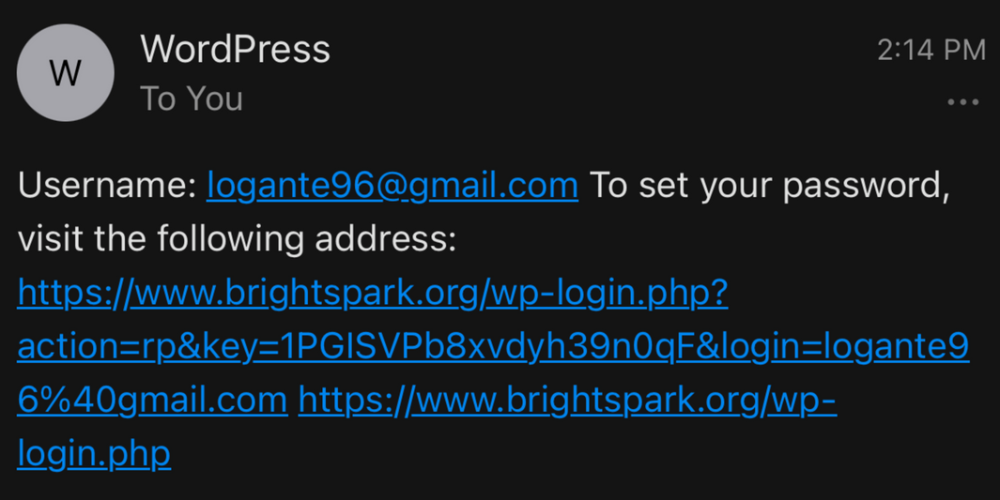 W
WordPress
2:14 PM
To You
...
Username: logante96@gmail.com To set your password,
visit the following address:
https://www.brightspark.org/wp-login.php?
action=rp&key=1PGISVPb8xvdyh39n0qF&login=logante9
6%40gmail.com https://www.brightspark.org/wp-
login.php